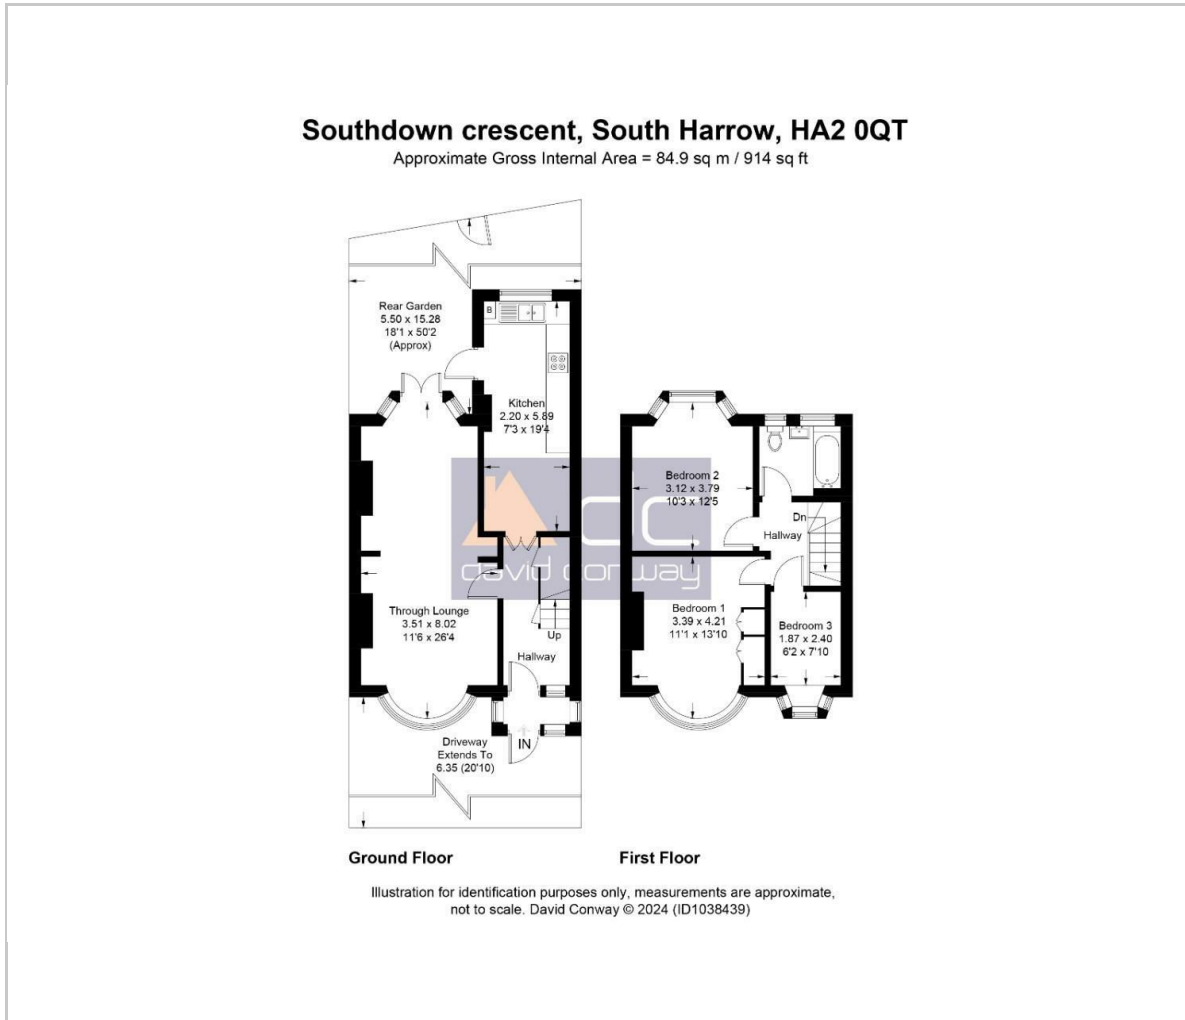 Southdown crescent, South Harrow, HA2 0QT
Approximate Gross Internal Area = 84.9 sq m / 914 sq ft
Rear Garden
5.50 x 15.28
18'1 x 50'2
(Approx)
B
Kitchen
2.20 x 5.89
7'3 x 19'4
Through Lounge
3.51 x 8.02
11'6 x 26'4
Up
Hallway
IN
Driveway
Extends To
6.35 (20'10)
Bedroom 2
3.12 x 3.79
10'3 x 12'5
Dn
Hallway
Bedroom 1
3.39 x 4.21
11'1 x 13'10
Bedroom 3
1.87 x 2.40
6'2 x 7'10
dc
david conway
Ground Floor
First Floor
Illustration for identification purposes only, measurements are approximate,
not to scale. David Conway © 2024 (ID1038439)